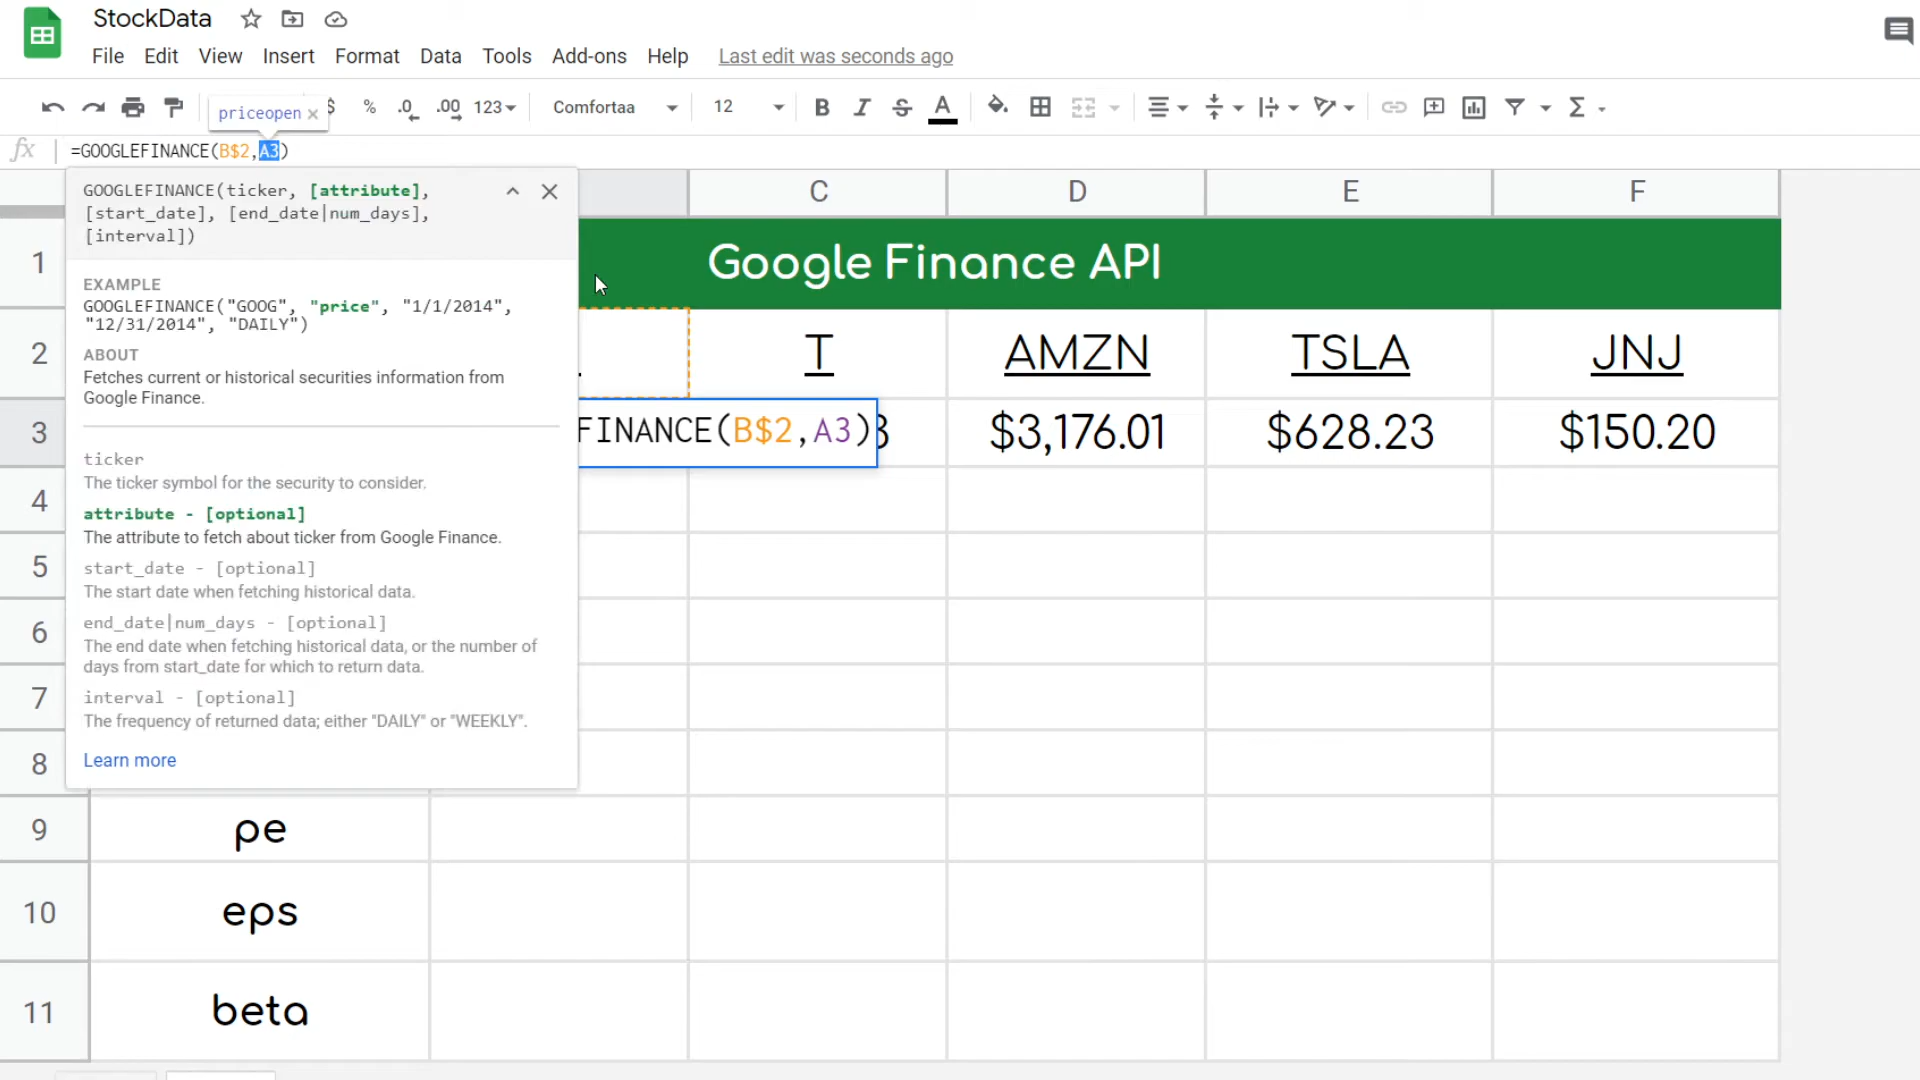 StockData
File Edit View Insert Format Data Tools Add-ons Help Last edit was seconds ago
priceopen × $ % .0 .00 123 Comfortaa 12 B I S A
fx =GOOGLEFINANCE(B$2,A3)
GOOGLEFINANCE(ticker, [attribute],
[start_date], [end_date|num_days],
[interval])
EXAMPLE
GOOGLEFINANCE("GOOG", "price", "1/1/2014",
"12/31/2014", "DAILY")
ABOUT
Fetches current or historical securities information from
Google Finance.
ticker
The ticker symbol for the security to consider.
attribute - [optional]
The attribute to fetch about ticker from Google Finance.
start_date - [optional]
The start date when fetching historical data.
end_date|num_days - [optional]
The end date when fetching historical data, or the number of
days from start_date for which to return data.
interval - [optional]
The frequency of returned data; either "DAILY" or "WEEKLY".
Learn more
C D E F
1 Google Finance API
2 T AMZN TSLA JNJ
3 FINANCE(B$2,A3) 3 $3,176.01 $628.23 $150.20
4
5
6
7
8
9 pe
10 eps
11 beta